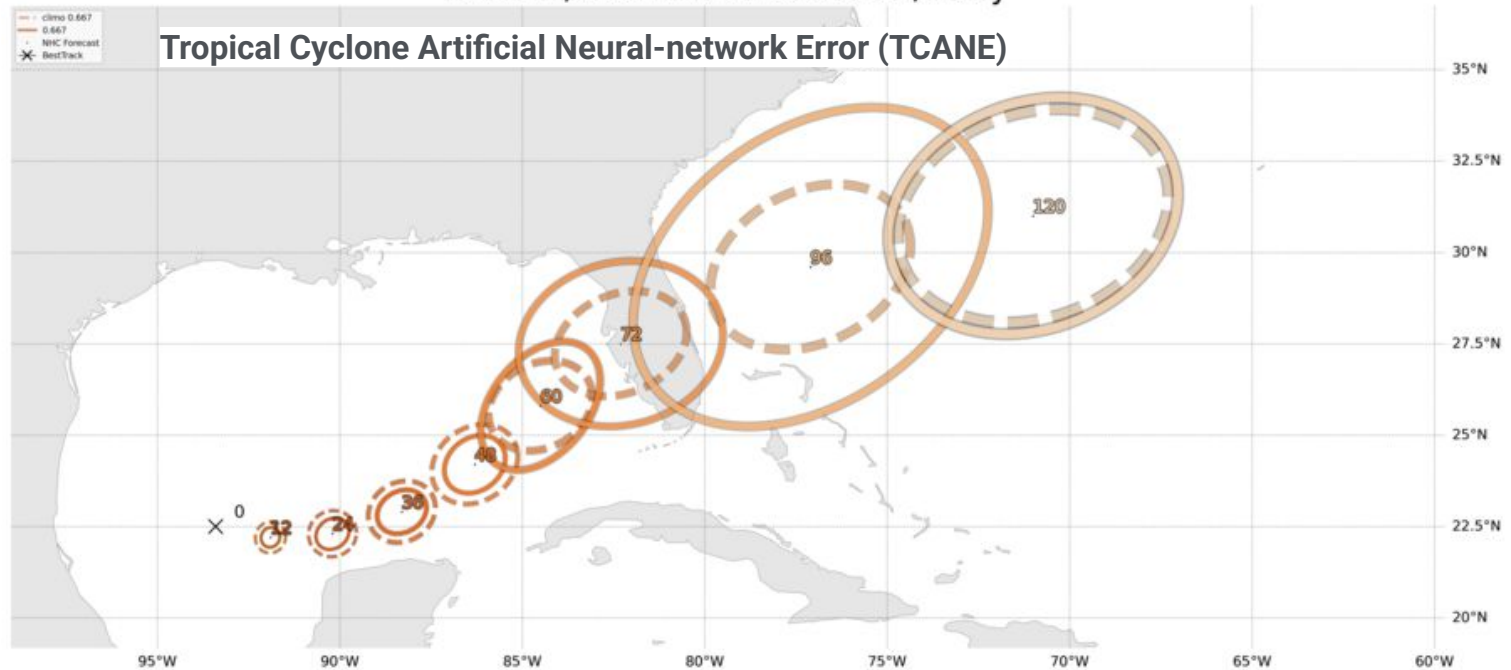 climo 0.667
0.667
NHC Forecast
BestTrack
Tropical Cyclone Artificial Neural-network Error (TCANE)
35°N
32.5°N
120
30°N
96
72
27.5°N
60
25°N
48
36
0
12
24
22.5°N
20°N
95°W
90°W
85°W
80°W
75°W
70°W
65°W
60°W